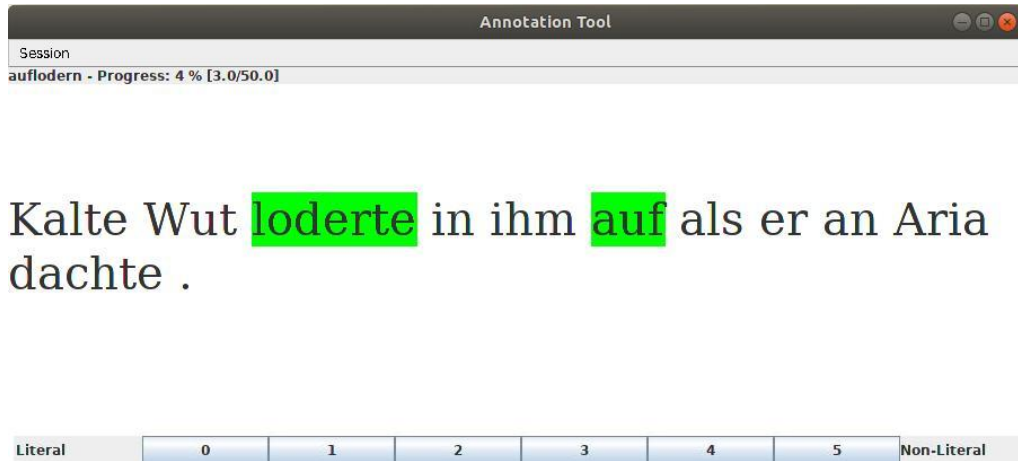 Annotation Tool
Session
auflodern - Progress: 4 % [3.0/50.0]
Kalte Wut loderte in ihm auf als er an Aria
dachte .
Literal 0 1 2 3 4 5 Non-Literal